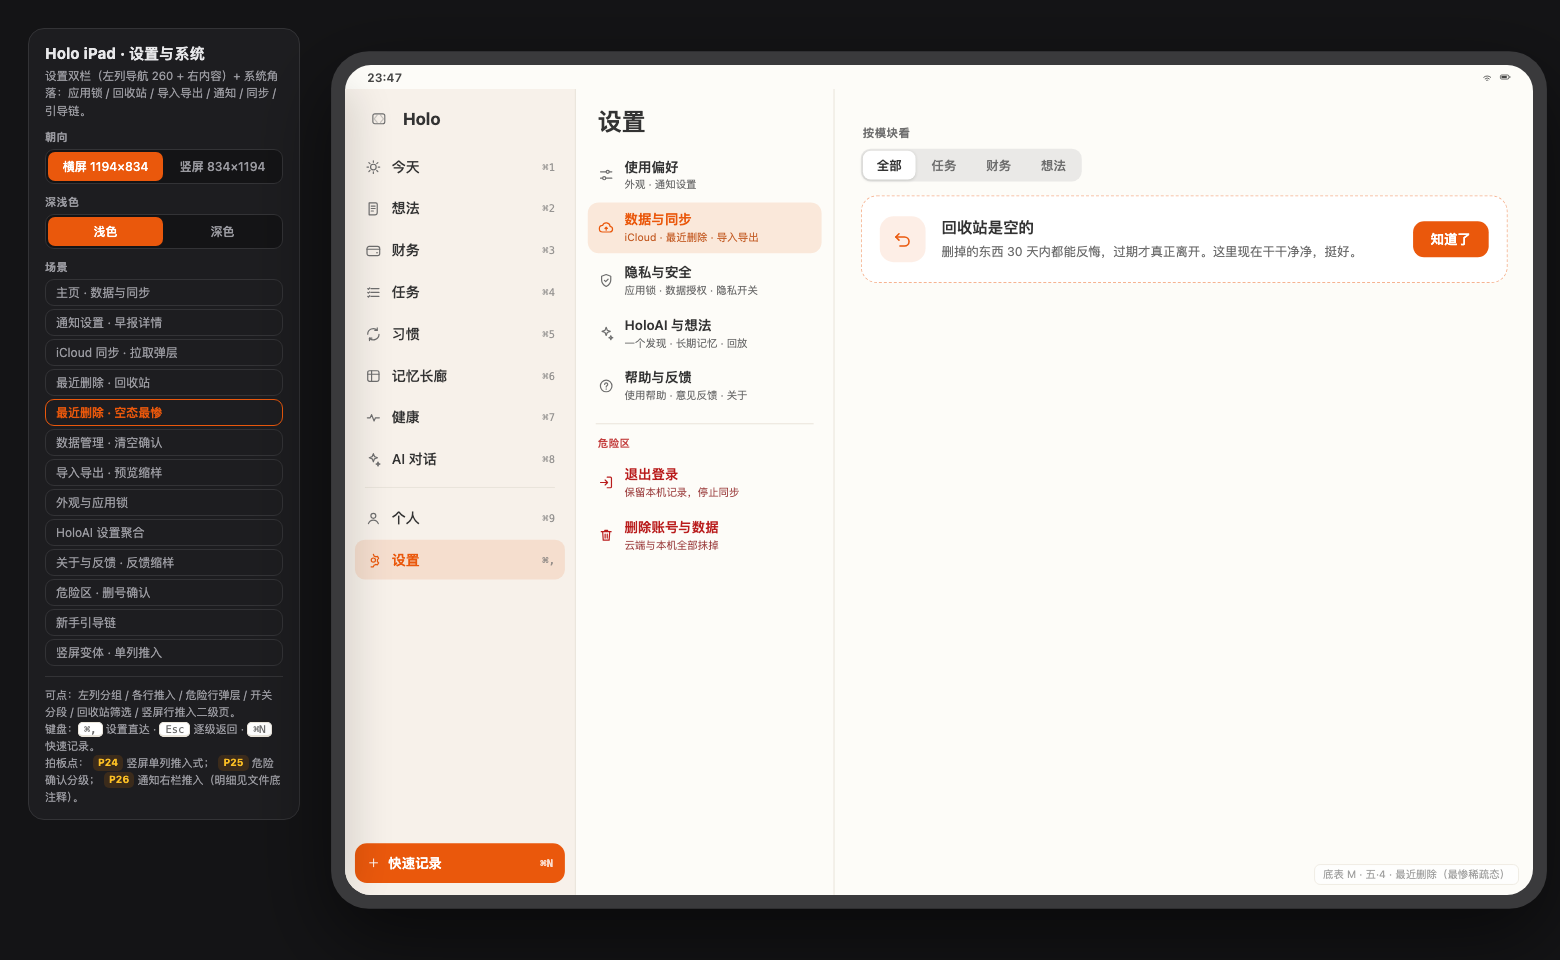 Holo iPad · 设置与系统
设置双栏（左列导航 260 + 右内容）+ 系统角
落：应用锁 / 回收站 / 导入导出 / 通知 / 同步 /
引导链。
朝向
横屏 1194×834
竖屏 834×1194
深浅色
浅色
深色
场景
主页 · 数据与同步
通知设置 · 早报详情
iCloud 同步 · 拉取弹层
最近删除 · 回收站
最近删除 · 空态最惨
数据管理 · 清空确认
导入导出 · 预览缩样
外观与应用锁
HoloAI 设置聚合
关于与反馈 · 反馈缩样
危险区 · 删号确认
新手引导链
竖屏变体 · 单列推入
可点：左列分组 / 各行推入 / 危险行弹层 / 开关
分段 / 回收站筛选 / 竖屏行推入二级页。
键盘：⌘, 设置直达 · Esc 逐级返回 · ⌘N
快速记录。
拍板点：P24 竖屏单列推入式；P25 危险
确认分级；P26 通知右栏推入（明细见文件底
注释）。
23:47
Holo
今天 ⌘1
想法 ⌘2
财务 ⌘3
任务 ⌘4
习惯 ⌘5
记忆长廊 ⌘6
健康 ⌘7
AI 对话 ⌘8
个人 ⌘9
设置 ⌘,
快速记录 ⌘N
设置
使用偏好
外观 · 通知设置
数据与同步
iCloud · 最近删除 · 导入导出
隐私与安全
应用锁 · 数据授权 · 隐私开关
HoloAI 与想法
一个发现 · 长期记忆 · 回放
帮助与反馈
使用帮助 · 意见反馈 · 关于
危险区
退出登录
保留本机记录，停止同步
删除账号与数据
云端与本机全部抹掉
按模块看
全部
任务
财务
想法
回收站是空的
删掉的东西 30 天内都能反悔，过期才真正离开。这里现在干干净净，挺好。
知道了
底表 M · 五·4 · 最近删除（最惨稀疏态）